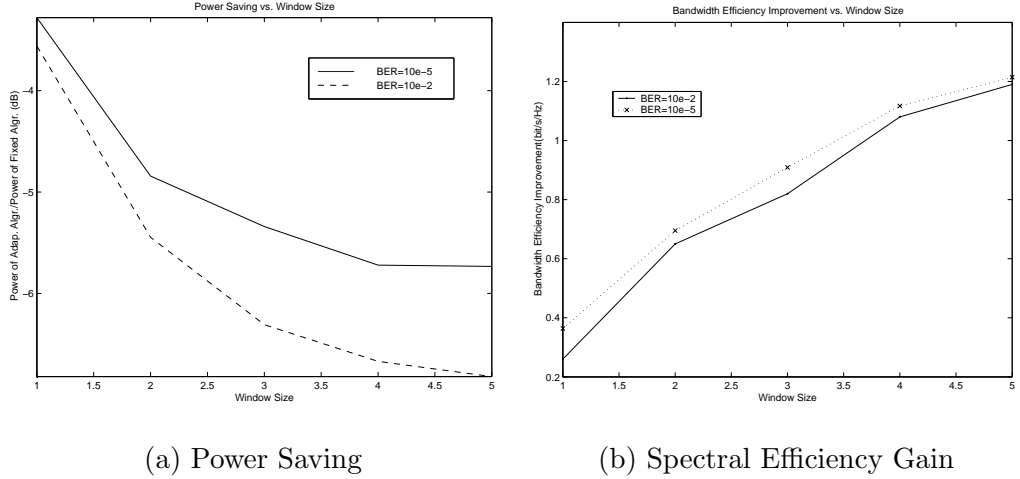 Power Saving vs. Window Size
BER=10e−5
BER=10e−2
Power of Adap. Algr./Power of Fixed Algr. (dB)
−4
−5
−6
1 1.5 2 2.5 3 3.5 4 4.5 5
Window Size
(a) Power Saving
Bandwidth Efficiency Improvement vs. Window Size
BER=10e−2
BER=10e−5
Bandwidth Efficiency Improvement(bit/s/Hz)
1.2
1
0.8
0.6
0.4
0.2
1 1.5 2 2.5 3 3.5 4 4.5 5
Window Size
(b) Spectral Efficiency Gain